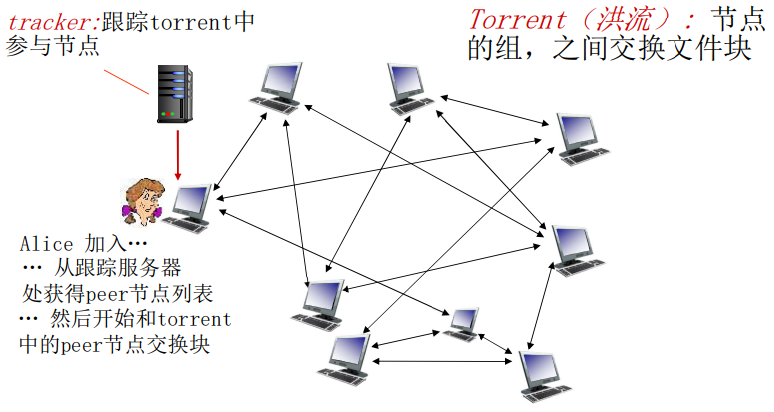 tracker:跟踪torrent中
参与节点
Torrent（洪流）: 节点
的组，之间交换文件块
Alice 加入…
… 从跟踪服务器
处获得peer节点列表
… 然后开始和torrent
中的peer节点交换块